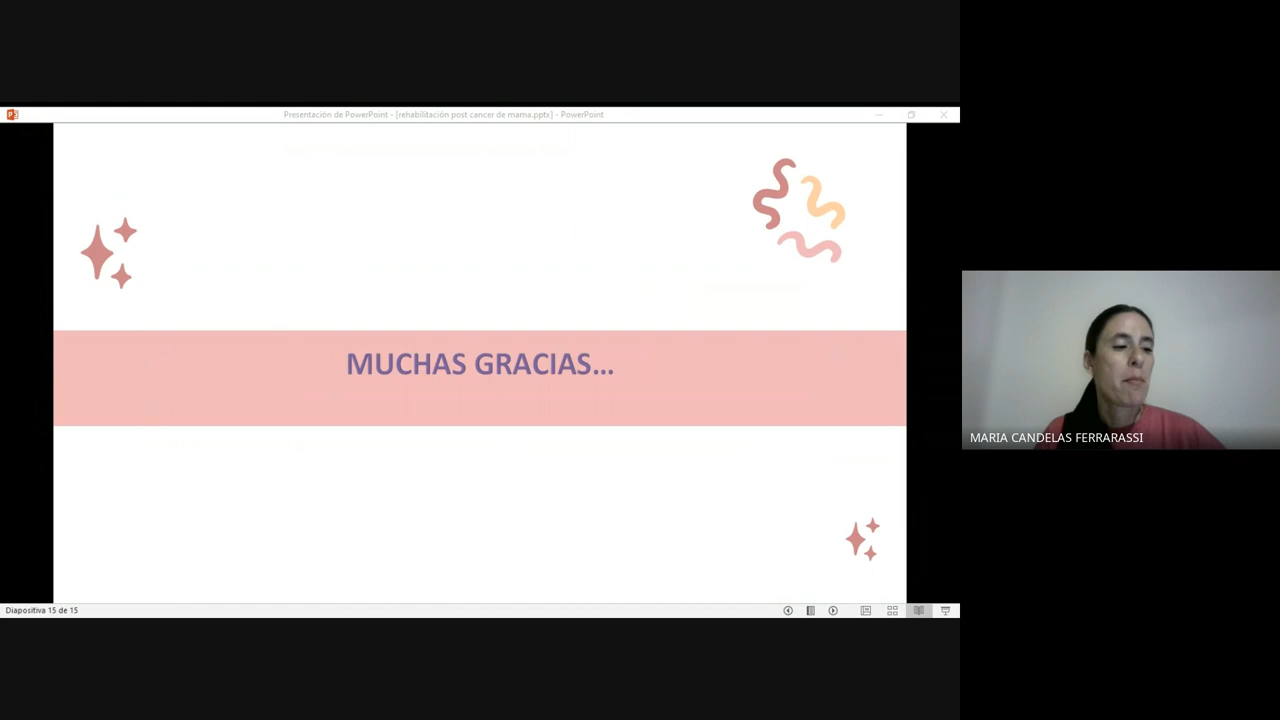 Presentación de PowerPoint - [rehabilitación post cancer de mama.pptx] - PowerPoint
MUCHAS GRACIAS...
MARIA CANDELAS FERRARASSI
Diapositiva 15 de 15